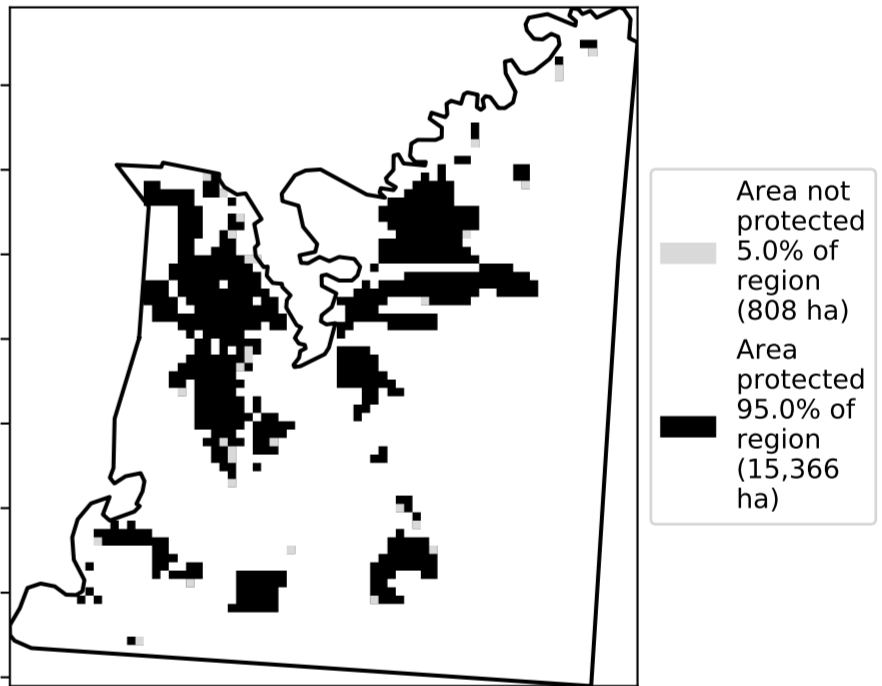 Area not
protected
5.0% of
region
(808 ha)
Area
protected
95.0% of
region
(15,366
ha)